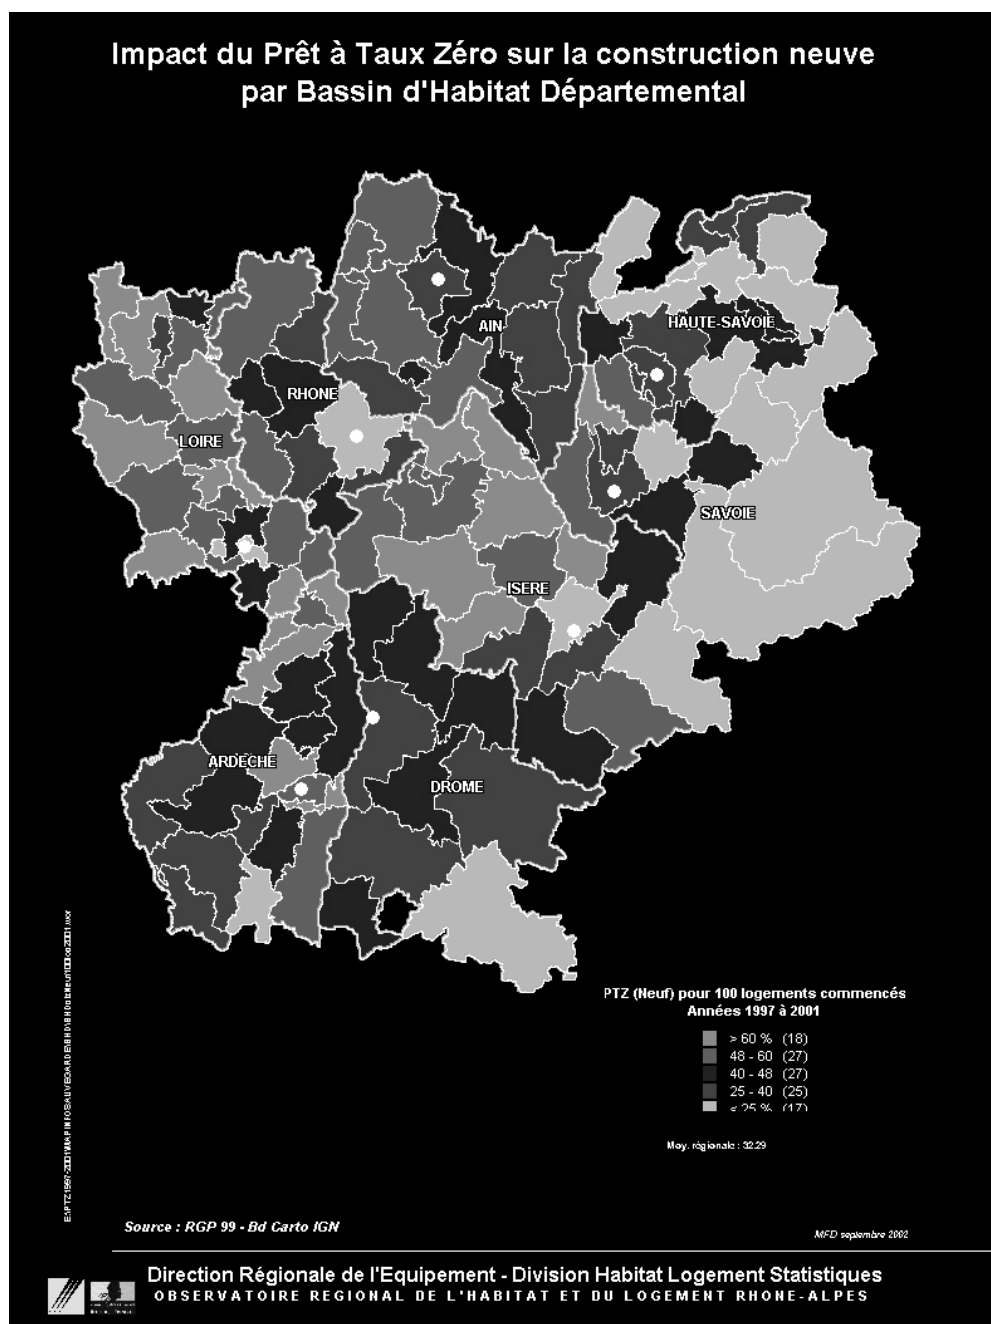 Impact du Prêt à Taux Zéro sur la construction neuve
par Bassin d'Habitat Départemental
AIN
HAUTE-SAVOIE
RHONE
LOIRE
SAVOIE
ISERE
ARDECHE
DROME
PTZ (Neuf) pour 100 logements commencés
Années 1997 à 2001
> 60 % (18)
48 - 60 (27)
40 - 48 (27)
25 - 40 (25)
< 25 % (17)
Moy. régionale : 32.29
Source : RGP 99 - Bd Carto IGN
MFD septembre 2002
Direction Régionale de l'Equipement - Division Habitat Logement Statistiques
OBSERVATOIRE REGIONAL DE L'HABITAT ET DU LOGEMENT RHONE-ALPES